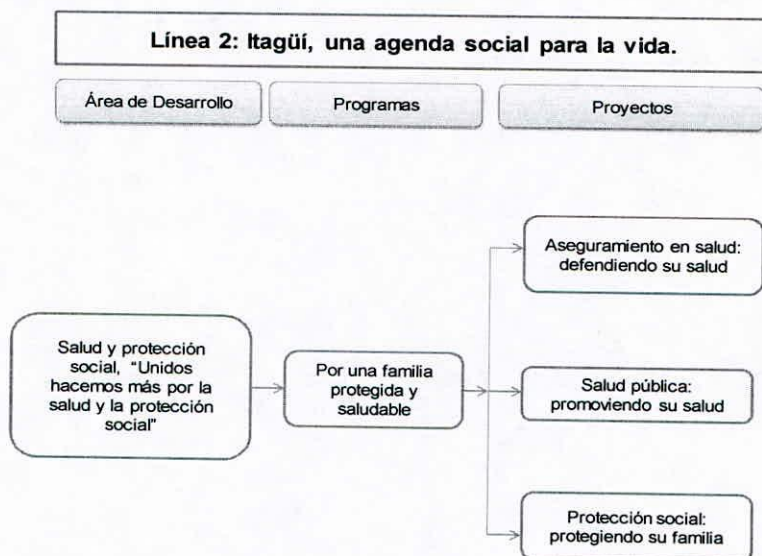 Línea 2: Itagüí, una agenda social para la vida.
Área de Desarrollo
Programas
Proyectos
Aseguramiento en salud:
defendiendo su salud
Salud y protección
social, “Unidos
hacemos más por la
salud y la protección
social”
Por una familia
protegida y
saludable
Salud pública:
promoviendo su salud
Protección social:
protegiendo su familia